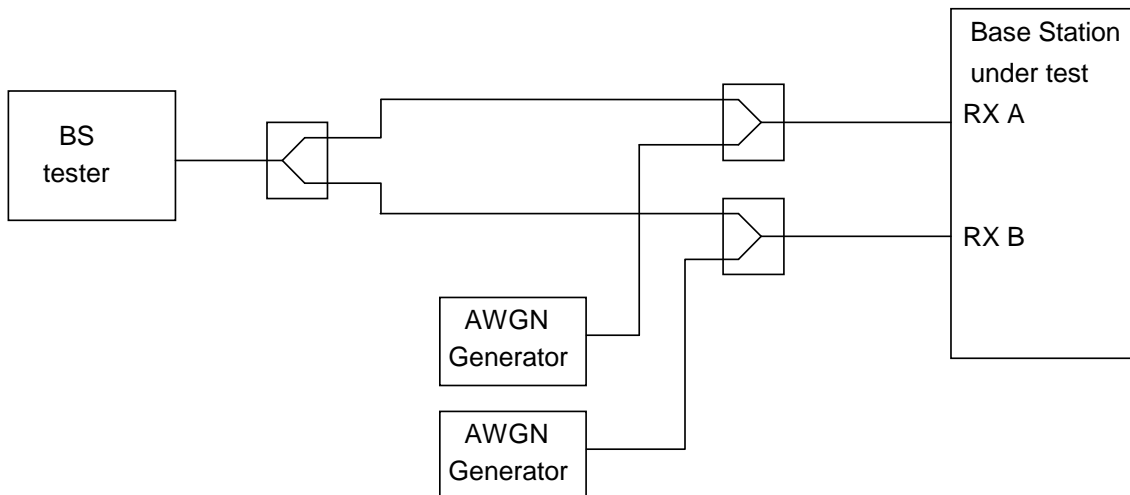 BS
tester
Base Station
under test
RX A
RX B
AWGN
Generator
AWGN
Generator